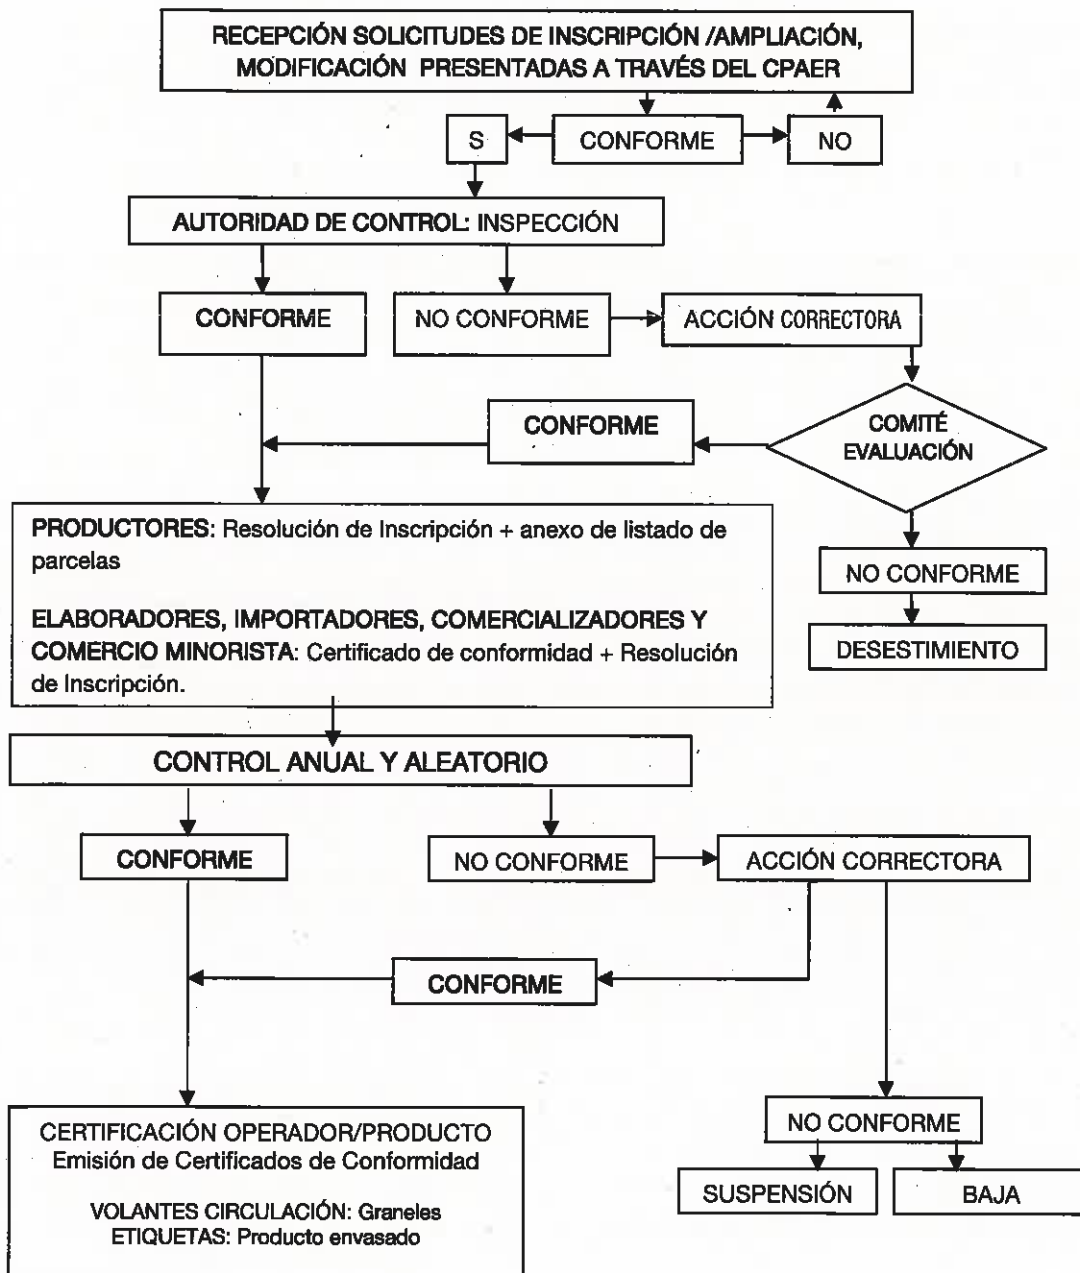 RECEPCIÓN SOLICITUDES DE INSCRIPCIÓN /AMPLIACIÓN,
MODIFICACIÓN PRESENTADAS A TRAVÉS DEL CPAER
S
CONFORME
NO
AUTORIDAD DE CONTROL: INSPECCIÓN
CONFORME
NO CONFORME
ACCIÓN CORRECTORA
CONFORME
COMITÉ
EVALUACIÓN
PRODUCTORES: Resolución de Inscripción + anexo de listado de
parcelas
NO CONFORME
ELABORADORES, IMPORTADORES, COMERCIALIZADORES Y
COMERCIO MINORISTA: Certificado de conformidad + Resolución
de Inscripción.
DESESTIMIENTO
CONTROL ANUAL Y ALEATORIO
CONFORME
NO CONFORME
ACCIÓN CORRECTORA
CONFORME
CERTIFICACIÓN OPERADOR/PRODUCTO
Emisión de Certificados de Conformidad
VOLANTES CIRCULACIÓN: Graneles
ETIQUETAS: Producto envasado
NO CONFORME
SUSPENSIÓN
BAJA